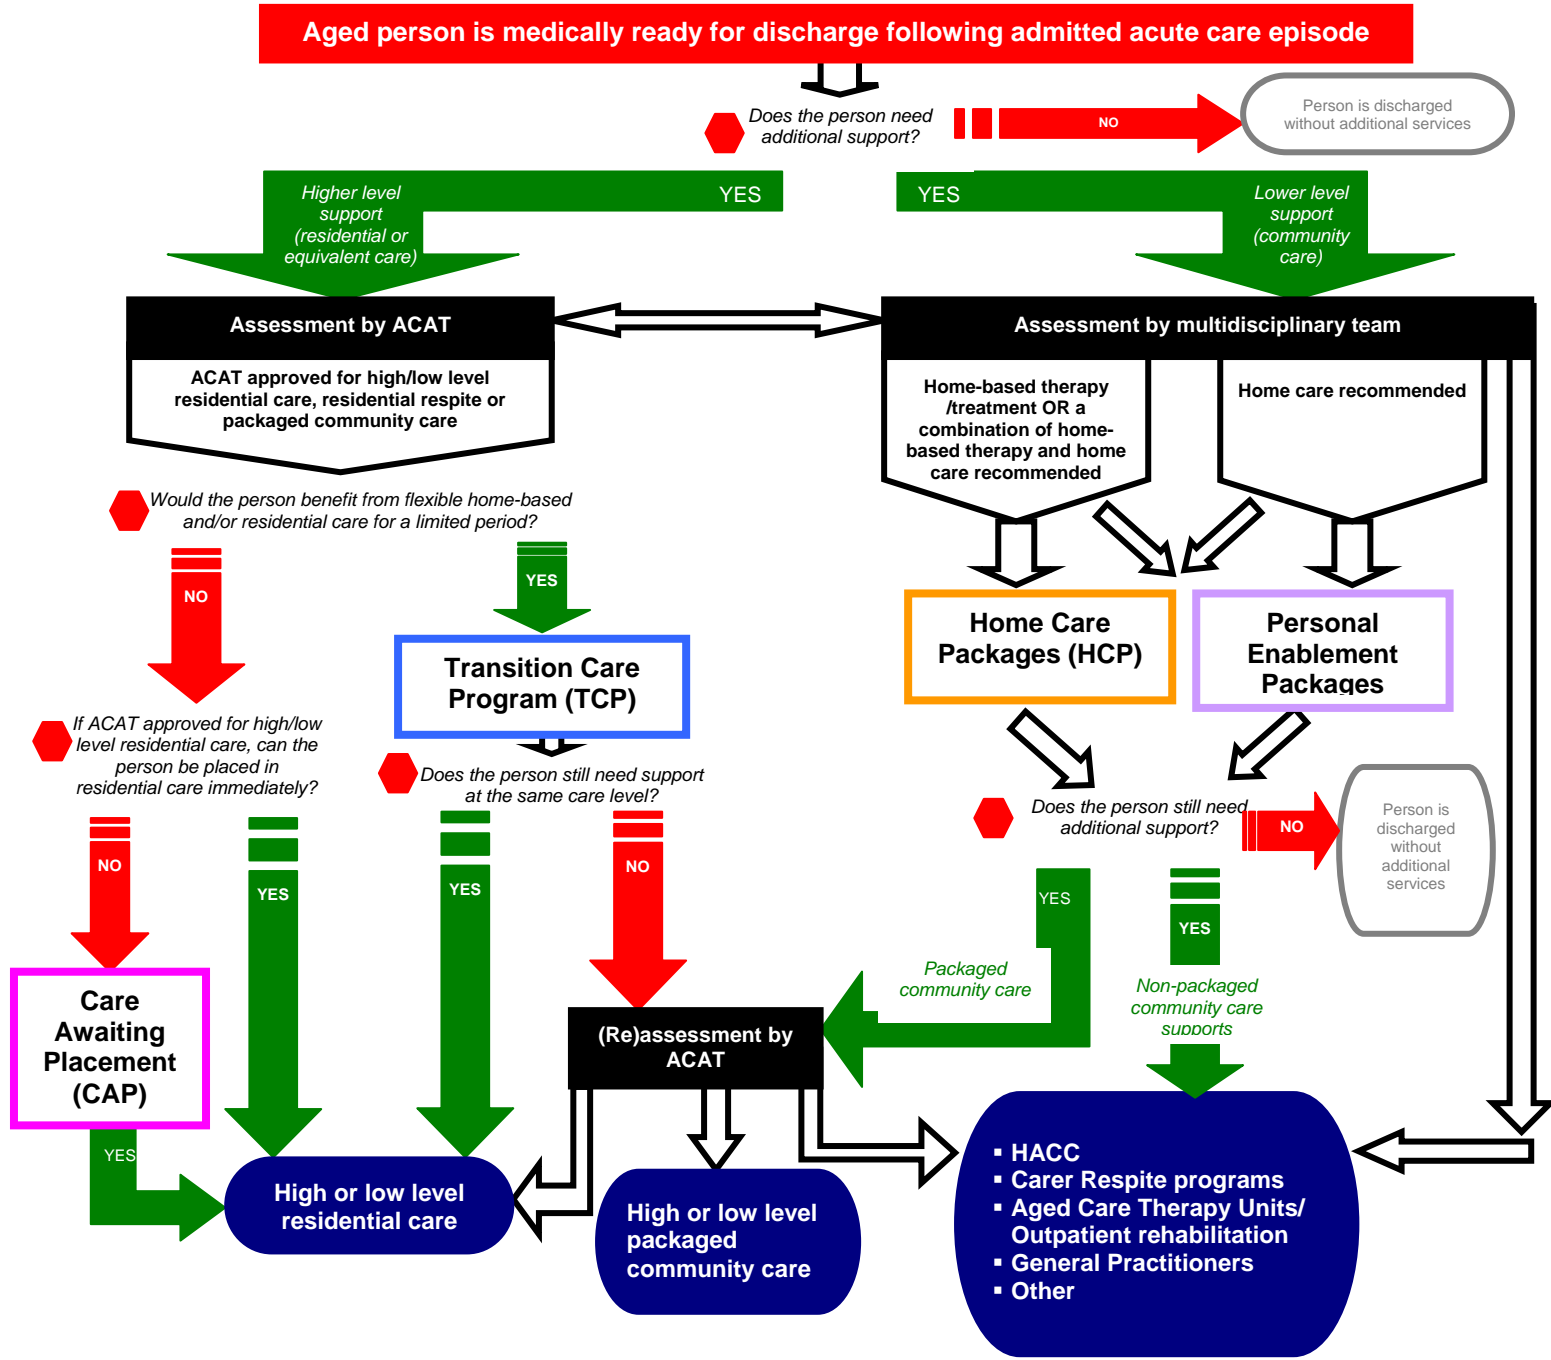 Aged person is medically ready for discharge following admitted acute care episode
Does the person need
additional support?
NO
Person is discharged
without additional services
Higher level
support
(residential or
equivalent care)
YES
YES
Lower level
support
(community
care)
Assessment by ACAT
Assessment by multidisciplinary team
ACAT approved for high/low level
residential care, residential respite or
packaged community care
Home-based therapy
/treatment OR a
combination of home-
based therapy and home
care recommended
Home care recommended
Would the person benefit from flexible home-based
and/or residential care for a limited period?
NO
YES
Transition Care
Program (TCP)
Home Care
Packages (HCP)
Personal
Enablement
Packages
If ACAT approved for high/low
level residential care, can the
person be placed in
residential care immediately?
Does the person still need support
at the same care level?
Does the person still need
additional support?
NO
Person is
discharged
without
additional
services
NO
YES
YES
NO
YES
YES
Packaged
community care
Non-packaged
community care
supports
Care
Awaiting
Placement
(CAP)
(Re)assessment by
ACAT
YES
High or low level
residential care
High or low level
packaged
community care
▪ HACC
▪ Carer Respite programs
▪ Aged Care Therapy Units/
Outpatient rehabilitation
▪ General Practitioners
▪ Other